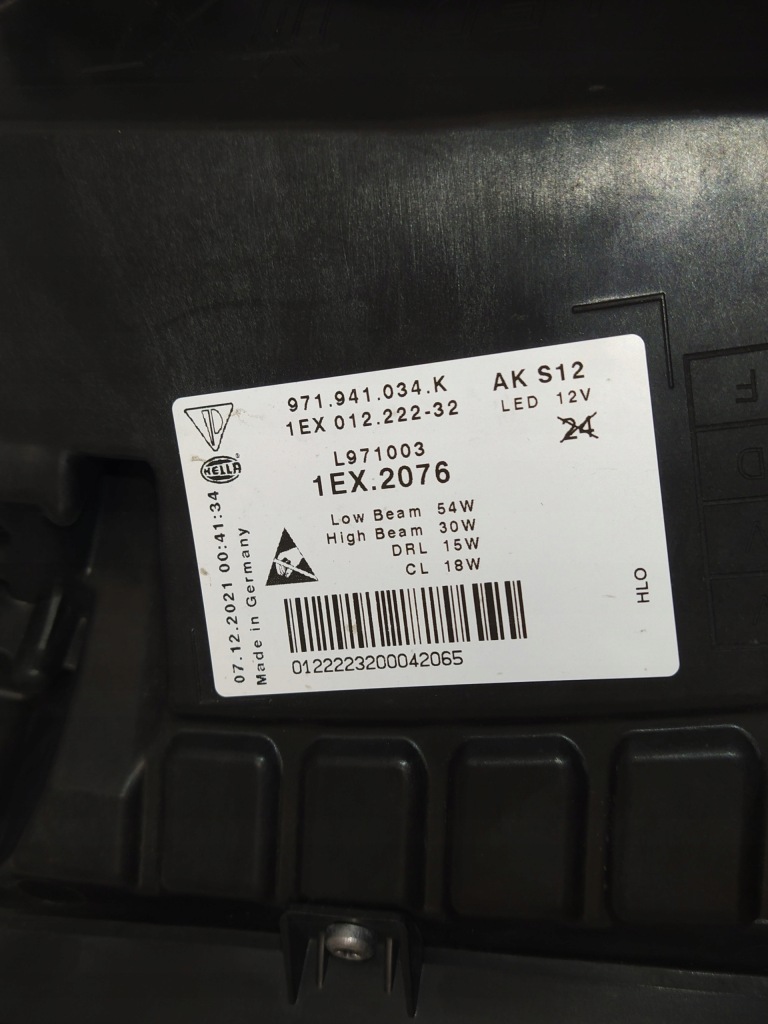 971.941.034.K
1EX 012.222-32
AK S12
LED 12V
24
L971003
1EX.2076
HELLA
Low Beam 54W
High Beam 30W
DRL 15W
CL 18W
07.12.2021 00:41:34
Made in Germany
HLO
0122223200042065
F
D